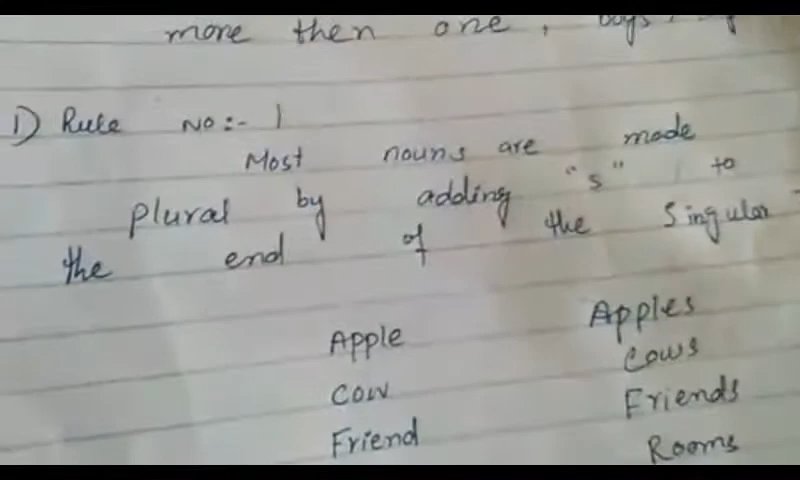 more then one, boys,
1) Rule No:- 1
Most nouns are made
plural by adding "s" to
the end of the singular
Apple Apples
Cow Cows
Friend Friends
Rooms